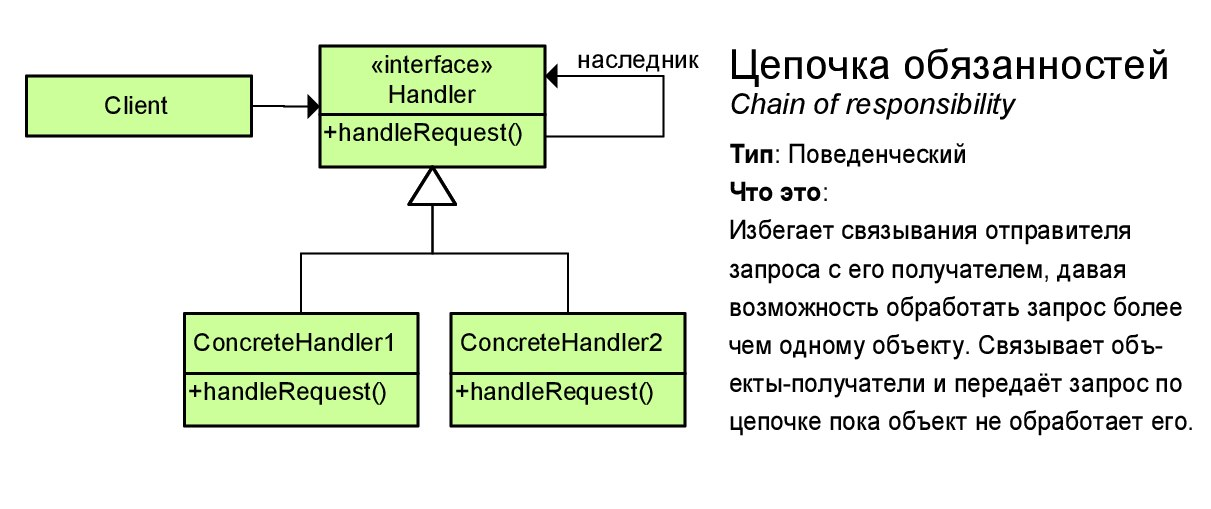 Client
«interface»
Handler
+handleRequest()
наследник
ConcreteHandler1
+handleRequest()
ConcreteHandler2
+handleRequest()
Цепочка обязанностей
Chain of responsibility
Тип: Поведенческий
Что это:
Избегает связывания отправителя
запроса с его получателем, давая
возможность обработать запрос более
чем одному объекту. Связывает объ-
екты-получатели и передаёт запрос по
цепочке пока объект не обработает его.